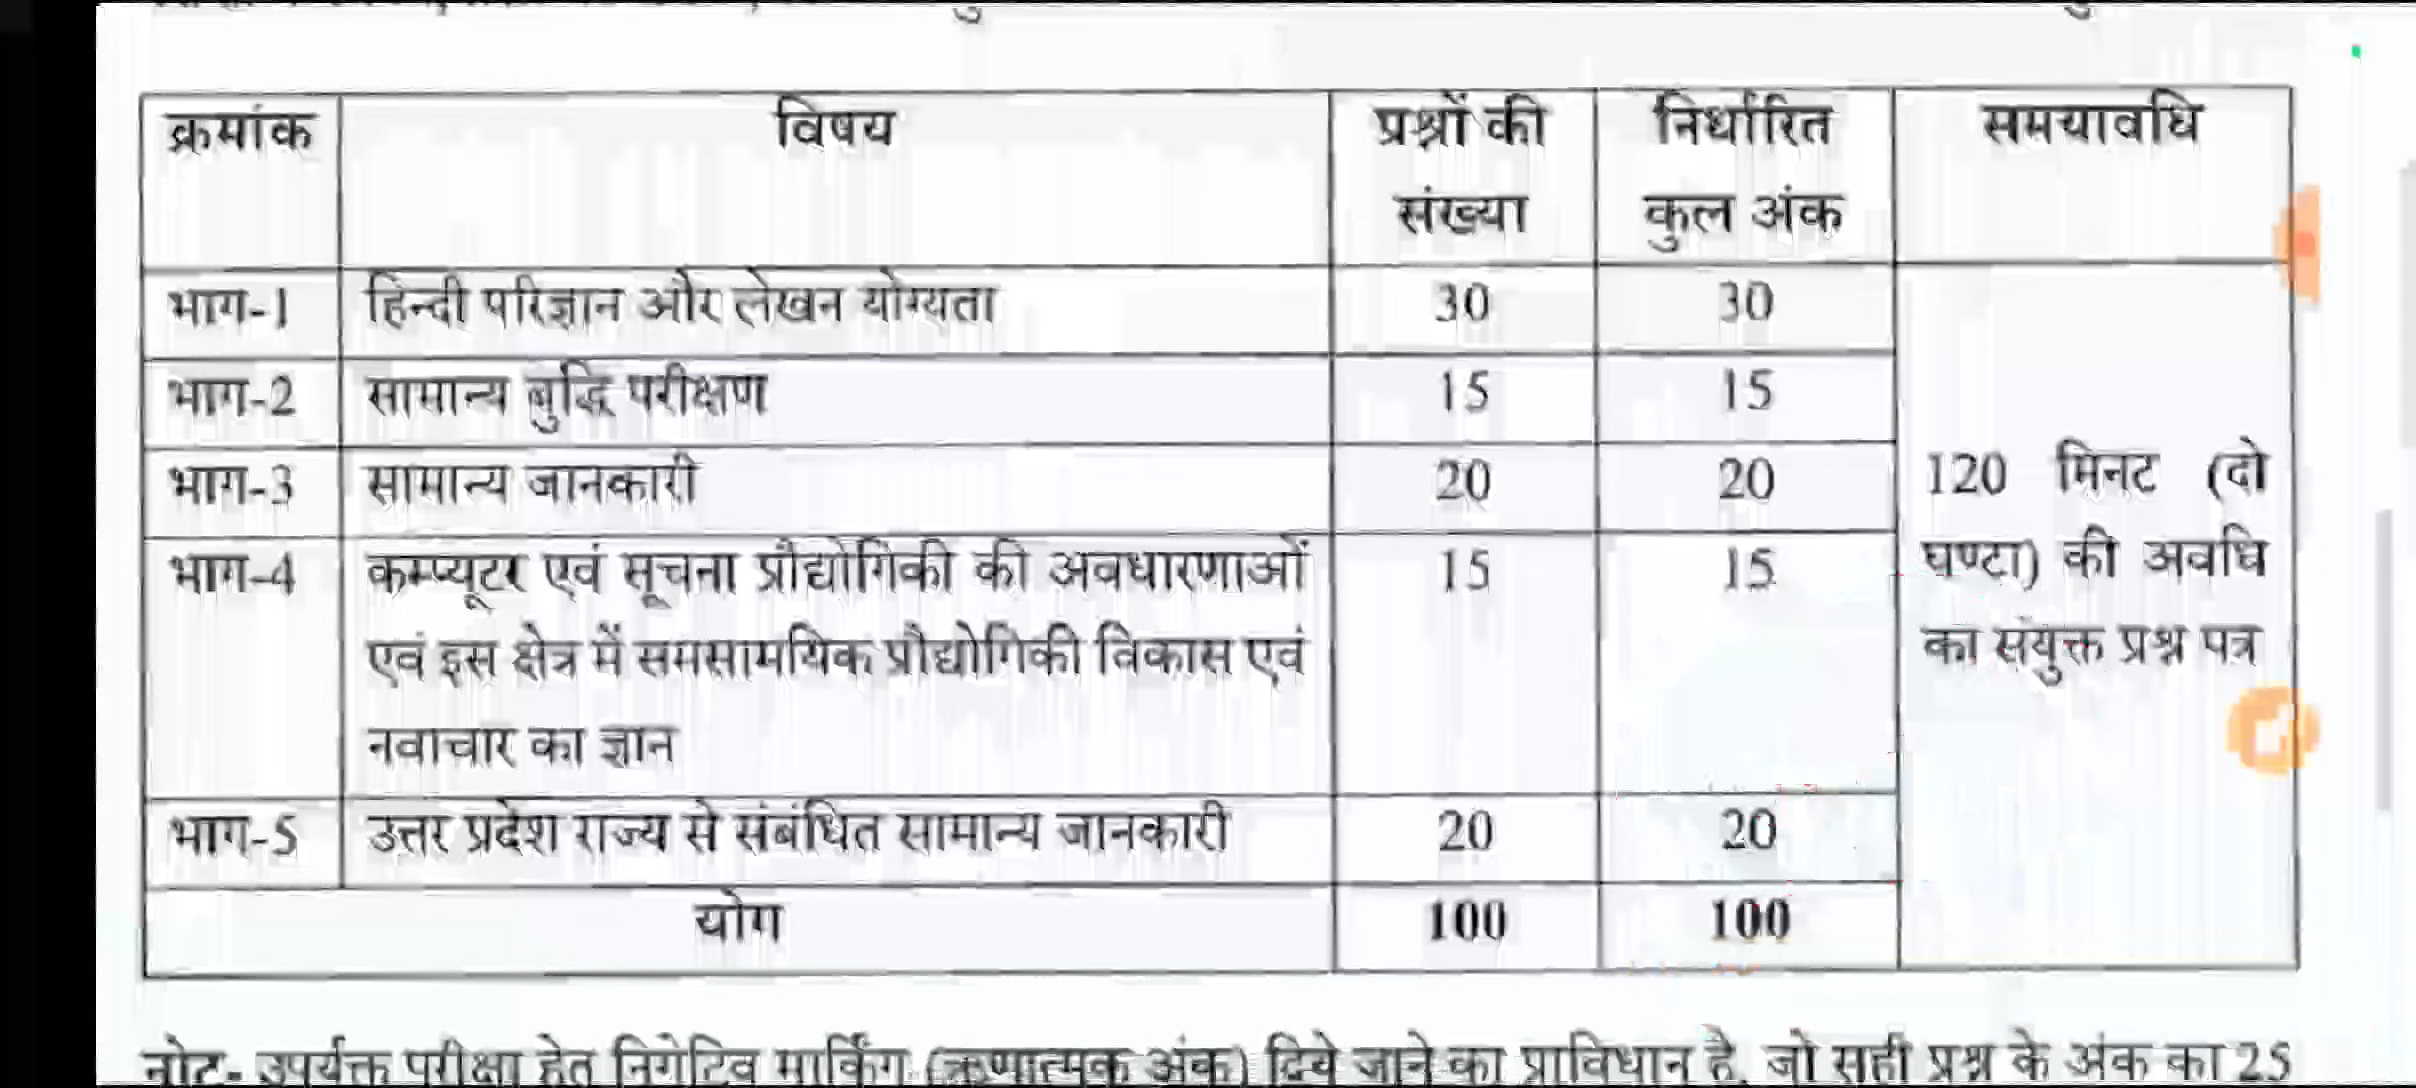 क्रमांक विषय प्रश्नों की निर्धारित समयावधि
संख्या कुल अंक
भाग-1 हिन्दी परिज्ञान और लेखन योग्यता 30 30
भाग-2 सामान्य बुद्धि परीक्षण 15 15
भाग-3 सामान्य जानकारी 20 20
भाग-4 कम्प्यूटर एवं सूचना प्रौद्योगिकी की अवधारणाओं 15 15
एवं इस क्षेत्र में समसामयिक प्रौद्योगिकी विकास एवं
नवाचार का ज्ञान
भाग-5 उत्तर प्रदेश राज्य से संबंधित सामान्य जानकारी 20 20
योग 100 100
120 मिनट (दो
घण्टा) की अवधि
का संयुक्त प्रश्न पत्र
नोट- उपर्यक्त परीक्षा हेत निगेटिव मार्किंग (ऋणात्मक अंक) दिये जाने का प्राविधान है, जो सही प्रश्न के अंक का 25